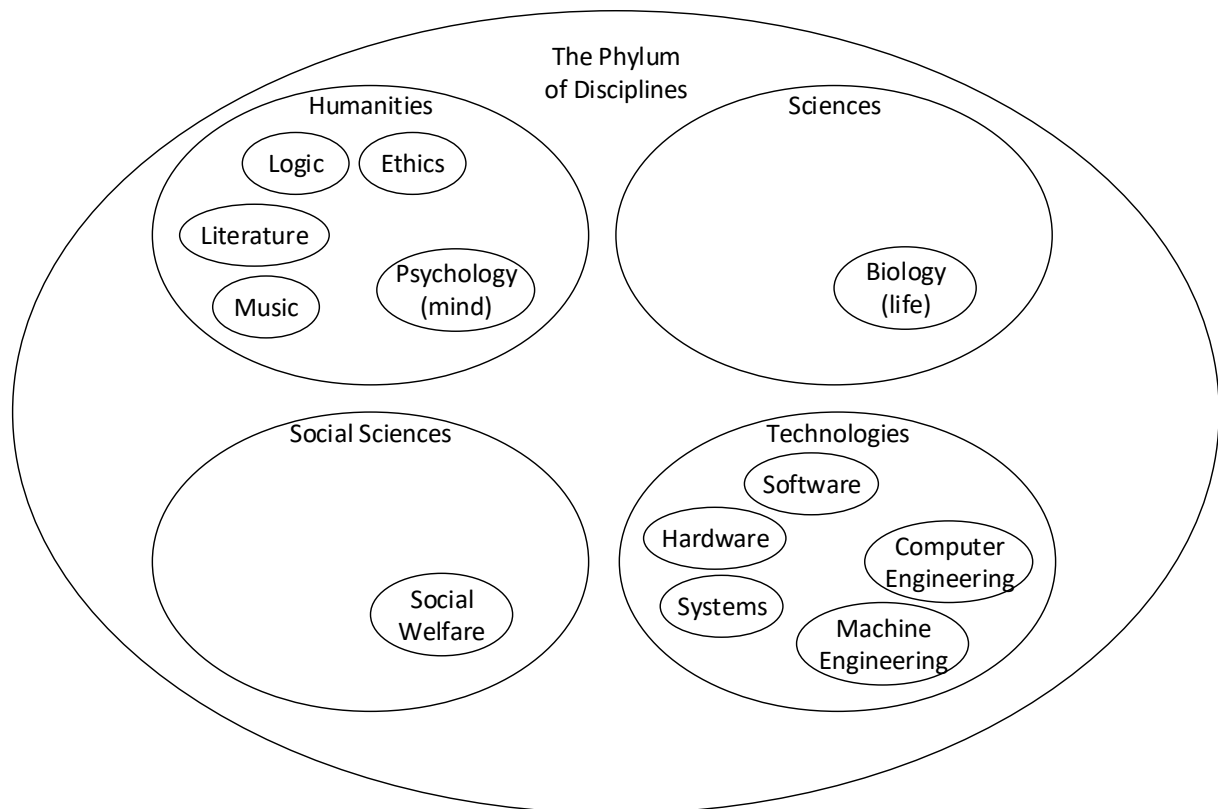 The Phylum
of Disciplines
Humanities
Logic
Ethics
Literature
Psychology
(mind)
Music
Sciences
Biology
(life)
Social Sciences
Social
Welfare
Technologies
Software
Hardware
Computer
Engineering
Systems
Machine
Engineering